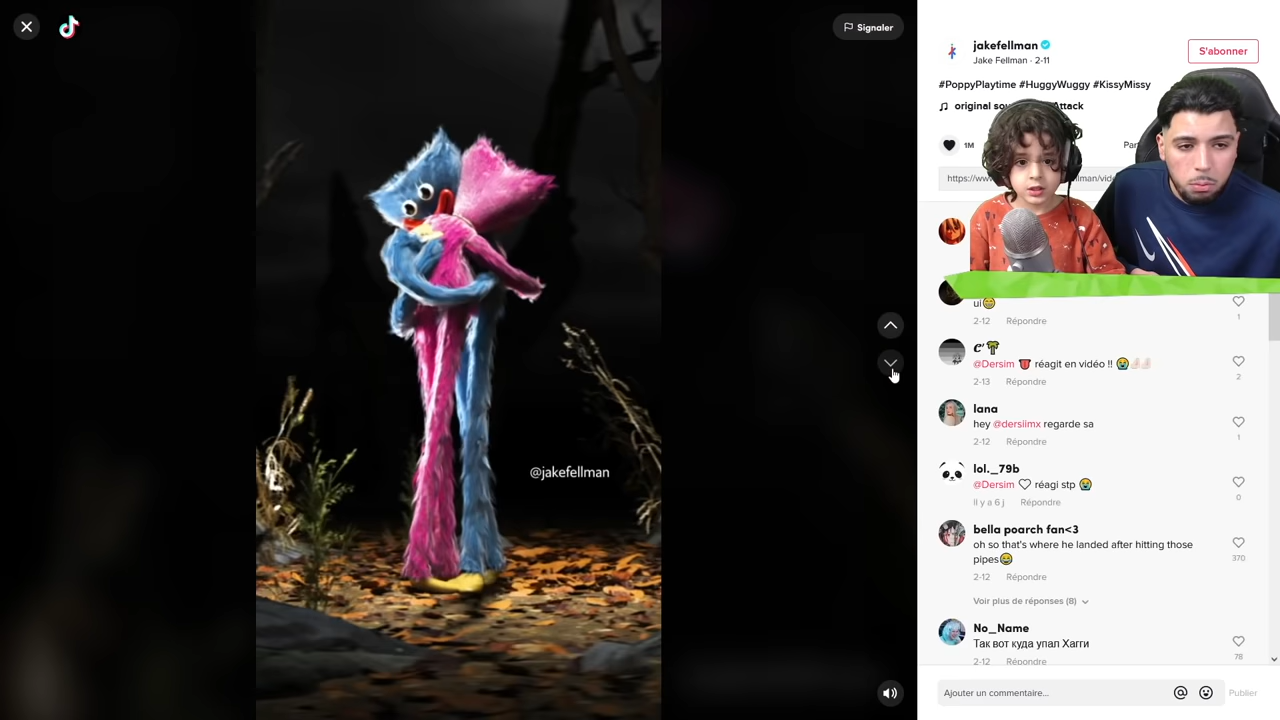 Signaler
@jakefellman
jakefellman
S'abonner
Jake Fellman · 2-11
#PoppyPlaytime #HuggyWuggy #KissyMissy
original
Attack
1M
https://www
ui😁
2-12 Répondre
1
@Dersim 👅 réagit en vidéo !! 😭
2-13 Répondre
2
lana
hey @dersiimx regarde sa
2-12 Répondre
1
lol._79b
@Dersim ♡ réagi stp 😭
Il y a 6 j Répondre
0
bella poarch fan<3
oh so that's where he landed after hitting those
pipes😂
370
2-12 Répondre
Voir plus de réponses (8)
No_Name
Так вот куда упал Хагги
78
2-12 Répondre
Ajouter un commentaire...
Publier